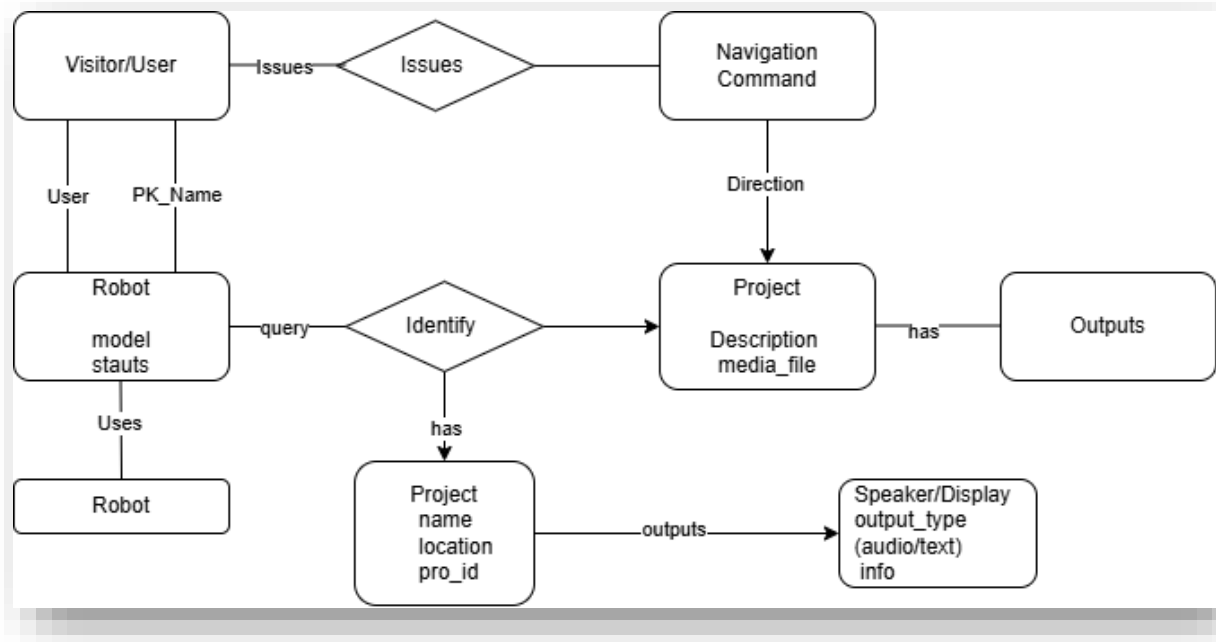 Visitor/User
Issues
Issues
Navigation
Command
User
PK_Name
Direction
Robot
model
stauts
query
Identify
Project
Description
media_file
has
Outputs
Uses
has
Robot
Project
name
location
pro_id
outputs
Speaker/Display
output_type
(audio/text)
info